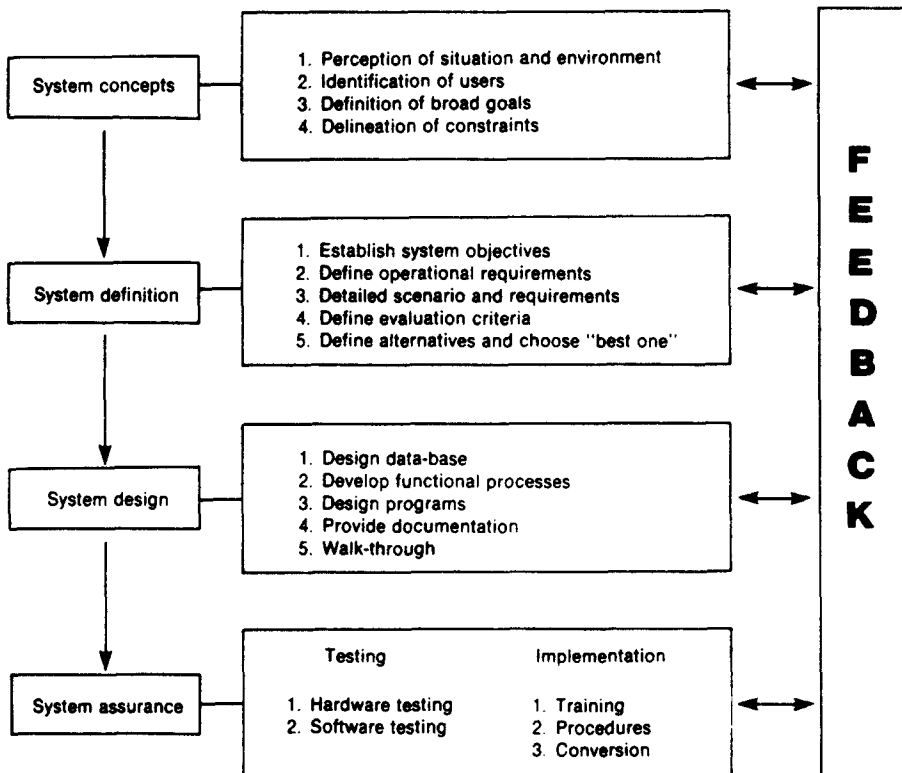 System concepts
1. Perception of situation and environment
2. Identification of users
3. Definition of broad goals
4. Delineation of constraints
System definition
1. Establish system objectives
2. Define operational requirements
3. Detailed scenario and requirements
4. Define evaluation criteria
5. Define alternatives and choose "best one"
System design
1. Design data-base
2. Develop functional processes
3. Design programs
4. Provide documentation
5. Walk-through
System assurance
Testing
1. Hardware testing
2. Software testing
Implementation
1. Training
2. Procedures
3. Conversion
FEEDBACK